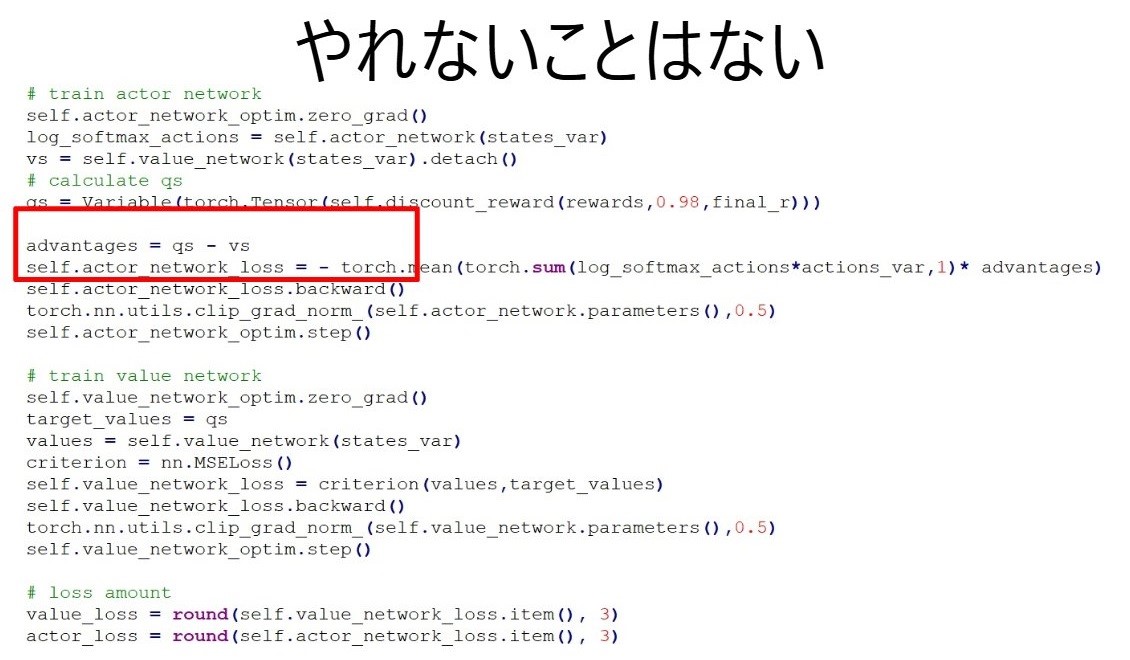 やれないことはない
# train actor network
self.actor_network_optim.zero_grad()
log_softmax_actions = self.actor_network(states_var)
vs = self.value_network(states_var).detach()
# calculate qs
qs = Variable(torch.Tensor(self.discount_reward(rewards,0.98,final_r)))
advantages = qs - vs
self.actor_network_loss = - torch.mean(torch.sum(log_softmax_actions*actions_var,1)* advantages)
self.actor_network_loss.backward()
torch.nn.utils.clip_grad_norm_(self.actor_network.parameters(),0.5)
self.actor_network_optim.step()
# train value network
self.value_network_optim.zero_grad()
target_values = qs
values = self.value_network(states_var)
criterion = nn.MSELoss()
self.value_network_loss = criterion(values,target_values)
self.value_network_loss.backward()
torch.nn.utils.clip_grad_norm_(self.value_network.parameters(),0.5)
self.value_network_optim.step()
# loss amount
value_loss = round(self.value_network_loss.item(), 3)
actor_loss = round(self.actor_network_loss.item(), 3)